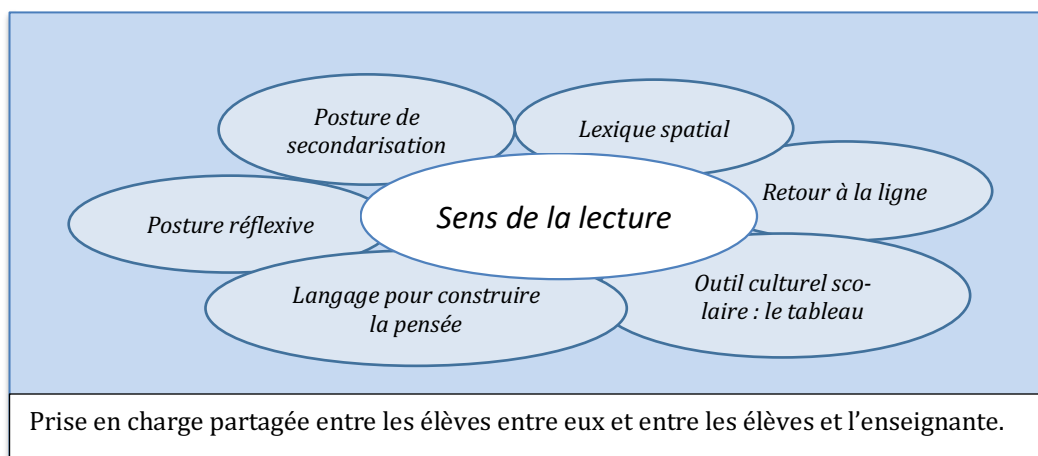 Posture de
secondarisation
Lexique spatial
Retour à la ligne
Sens de la lecture
Posture réflexive
Langage pour construire
la pensée
Outil culturel sco-
laire : le tableau
Prise en charge partagée entre les élèves entre eux et entre les élèves et l’enseignante.